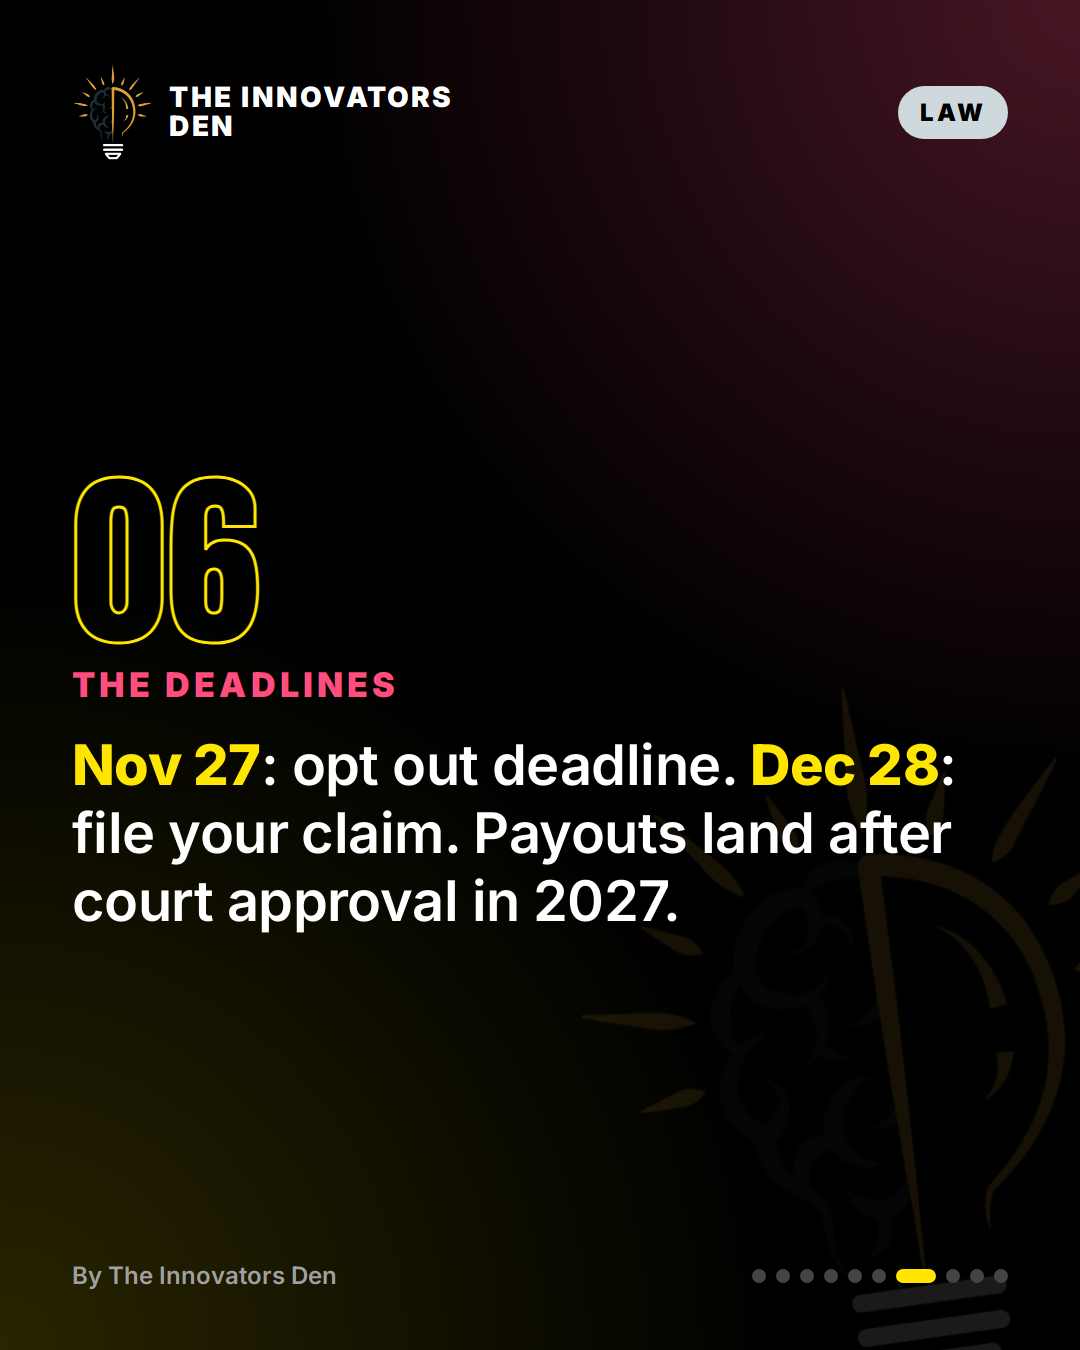 THE INNOVATORS
DEN
LAW
06
THE DEADLINES
Nov 27: opt out deadline. Dec 28:
file your claim. Payouts land after
court approval in 2027.
By The Innovators Den